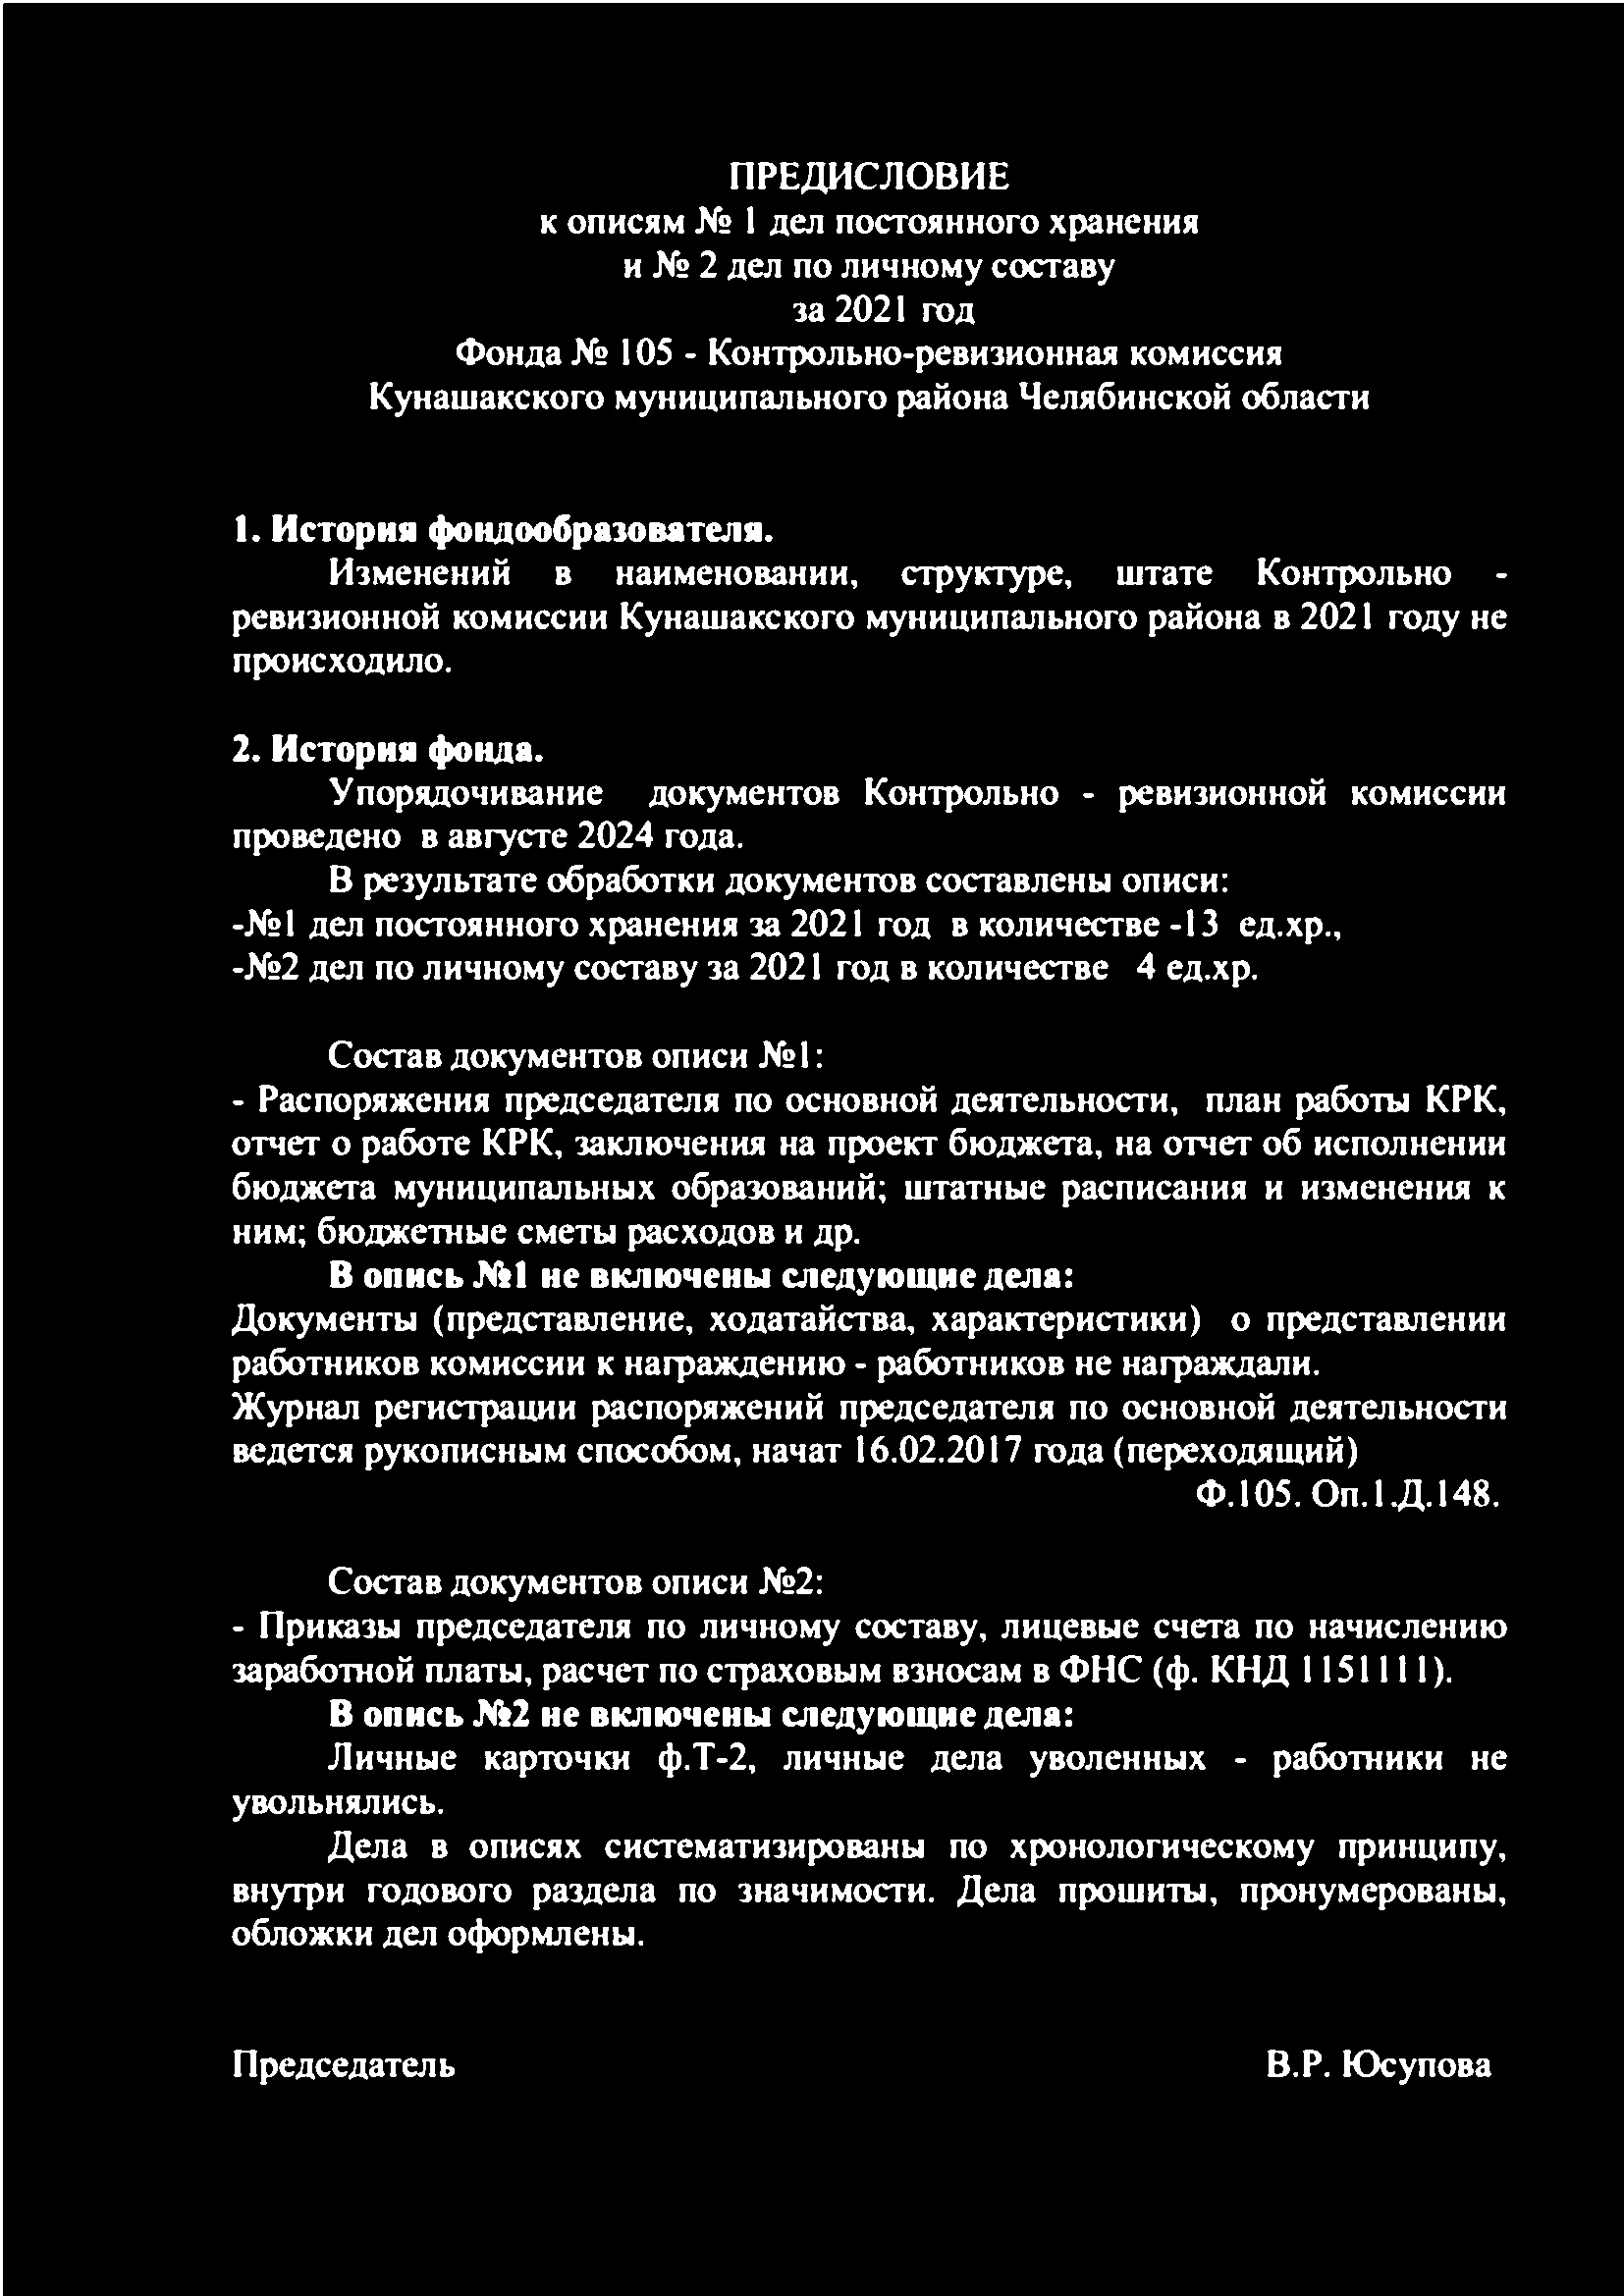 ПРЕДИСЛОВИЕ
к описям № 1 дел постоянного хранения
и № 2 дел по личному составу
за 2021 год
Фонда № 105 - Контрольно-ревизионная комиссия
Кунашакского муниципального района Челябинской области
1. История фондообразователя.
Изменений в наименовании, структуре, штате Контрольно -
ревизионной комиссии Кунашакского муниципального района в 2021 году не
происходило.
2. История фонда.
Упорядочивание документов Контрольно - ревизионной комиссии
проведено в августе 2024 года.
В результате обработки документов составлены описи:
-№1 дел постоянного хранения за 2021 год в количестве -13 ед.хр.,
-№2 дел по личному составу за 2021 год в количестве 4 ед.хр.
Состав документов описи №1:
- Распоряжения председателя по основной деятельности, план работы КРК,
отчет о работе КРК, заключения на проект бюджета, на отчет об исполнении
бюджета муниципальных образований; штатные расписания и изменения к
ним; бюджетные сметы расходов и др.
В опись №1 не включены следующие дела:
Документы (представление, ходатайства, характеристики) о представлении
работников комиссии к награждению - работников не награждали.
Журнал регистрации распоряжений председателя по основной деятельности
ведется рукописным способом, начат 16.02.2017 года (переходящий)
Ф.105. Оп.1.Д.148.
Состав документов описи №2:
- Приказы председателя по личному составу, лицевые счета по начислению
заработной платы, расчет по страховым взносам в ФНС (ф. КНД 1151111).
В опись №2 не включены следующие дела:
Личные карточки ф.Т-2, личные дела уволенных - работники не
увольнялись.
Дела в описях систематизированы по хронологическому принципу,
внутри годового раздела по значимости. Дела прошиты, пронумерованы,
обложки дел оформлены.
Председатель В.Р. Юсупова